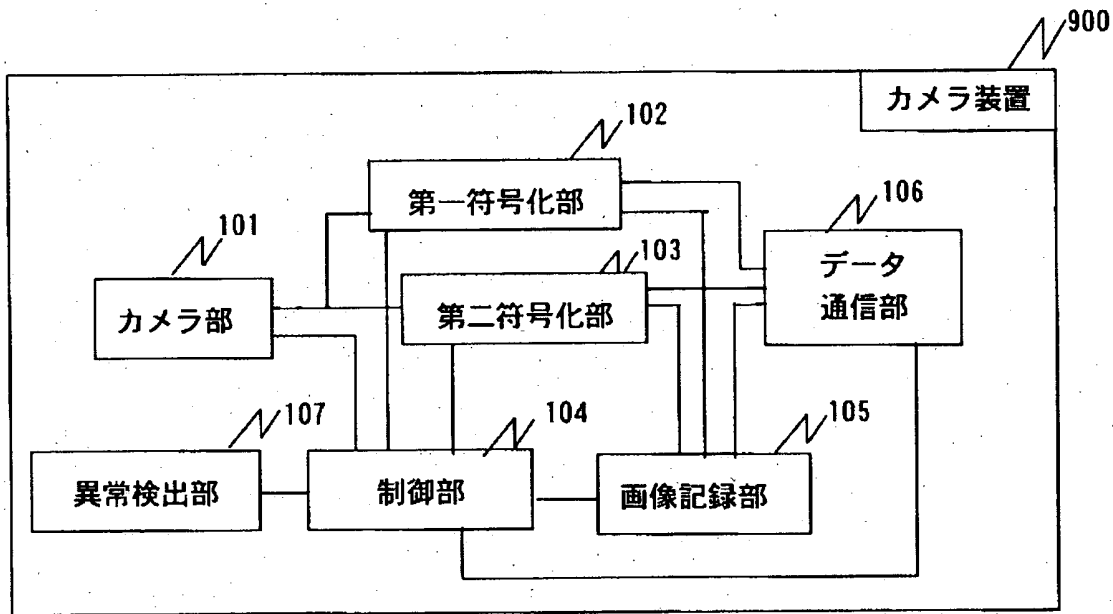 900
カメラ装置
102
第一符号化部
106
データ
通信部
101
カメラ部
103
第二符号化部
107
異常検出部
104
制御部
105
画像記録部